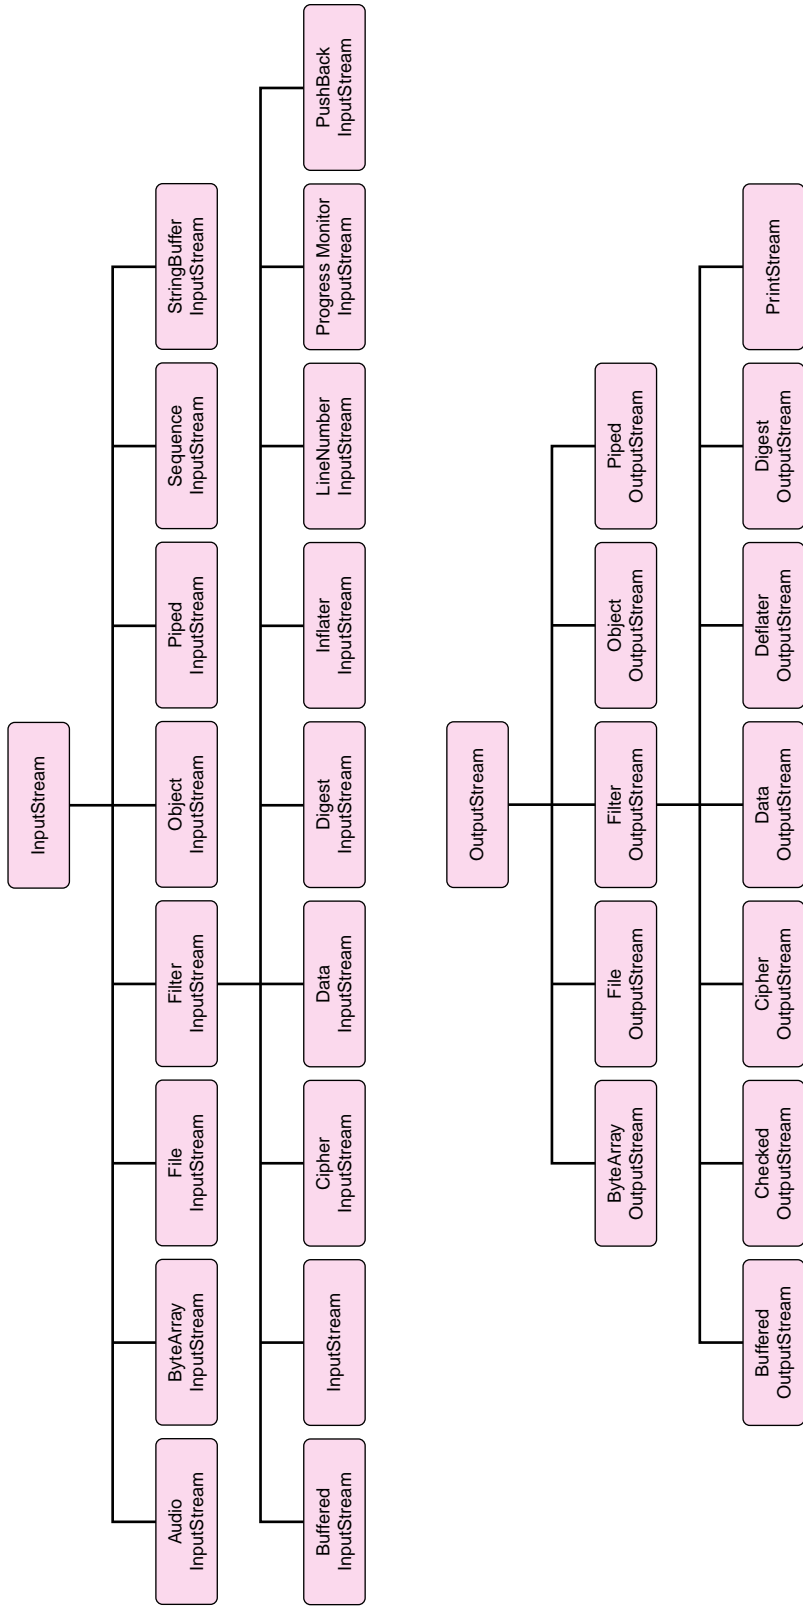 InputStream
Audio
InputStream
ByteArray
InputStream
File
InputStream
Filter
InputStream
Object
InputStream
Piped
InputStream
Sequence
InputStream
StringBuffer
InputStream
Buffered
InputStream
InputStream
Cipher
InputStream
Data
InputStream
Digest
InputStream
Inflater
InputStream
LineNumber
InputStream
Progress Monitor
InputStream
PushBack
InputStream
OutputStream
ByteArray
OutputStream
File
OutputStream
Filter
OutputStream
Object
OutputStream
Piped
OutputStream
Buffered
OutputStream
Checked
OutputStream
Cipher
OutputStream
Data
OutputStream
Deflater
OutputStream
Digest
OutputStream
PrintStream